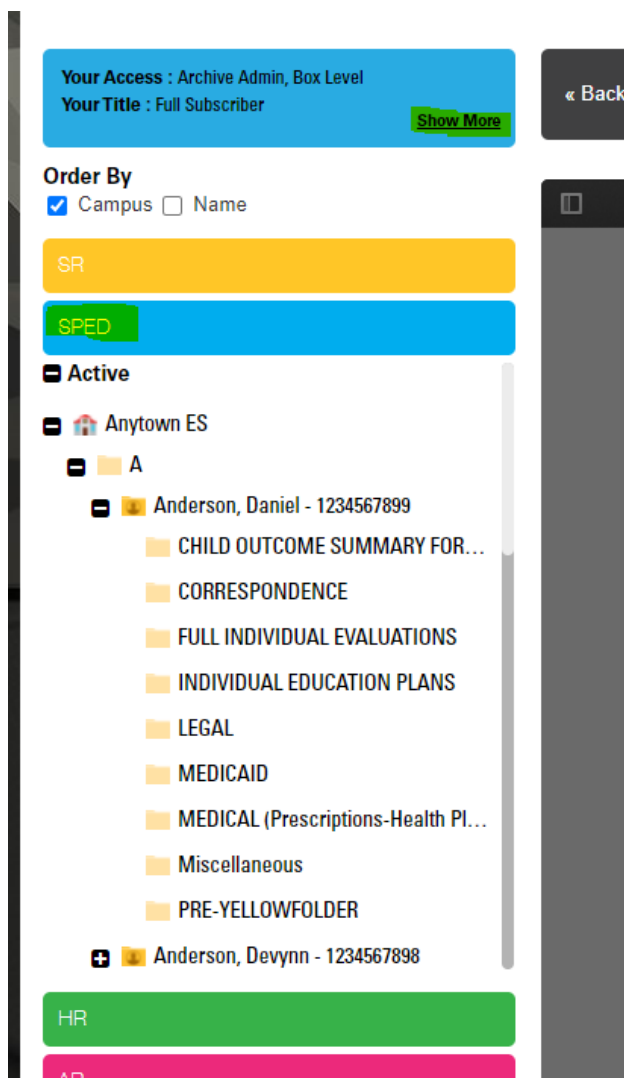 Your Access : Archive Admin, Box Level
Your Title : Full Subscriber
Show More
« Back
Order By
Campus Name
SR
SPED
Active
Anytown ES
A
Anderson, Daniel - 1234567899
CHILD OUTCOME SUMMARY FOR...
CORRESPONDENCE
FULL INDIVIDUAL EVALUATIONS
INDIVIDUAL EDUCATION PLANS
LEGAL
MEDICAID
MEDICAL (Prescriptions-Health Pl...
Miscellaneous
PRE-YELLOWFOLDER
Anderson, Devynn - 1234567898
HR